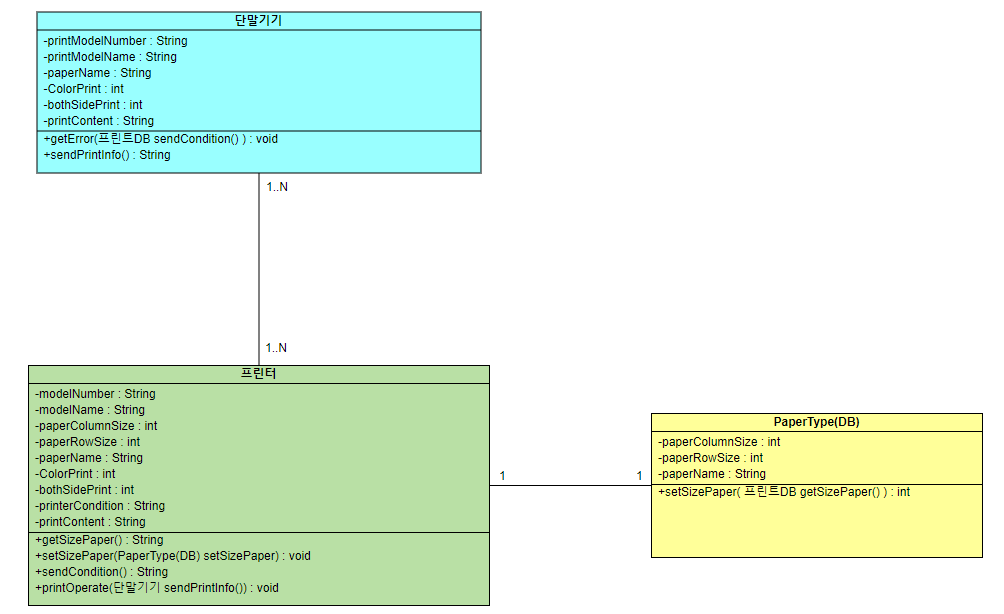 단말기기
-printModelNumber : String
-printModelName : String
-paperName : String
-ColorPrint : int
-bothSidePrint : int
-printContent : String
+getError(프린트DB sendCondition() ) : void
+sendPrintInfo() : String
1..N
1..N
프린터
-modelNumber : String
-modelName : String
-paperColumnSize : int
-paperRowSize : int
-paperName : String
-ColorPrint : int
-bothSidePrint : int
-printerCondition : String
-printContent : String
+getSizePaper() : String
+setSizePaper(PaperType(DB) setSizePaper) : void
+sendCondition() : String
+printOperate(단말기기 sendPrintInfo()) : void
1
1
PaperType(DB)
-paperColumnSize : int
-paperRowSize : int
-paperName : String
+setSizePaper( 프린트DB getSizePaper() ) : int